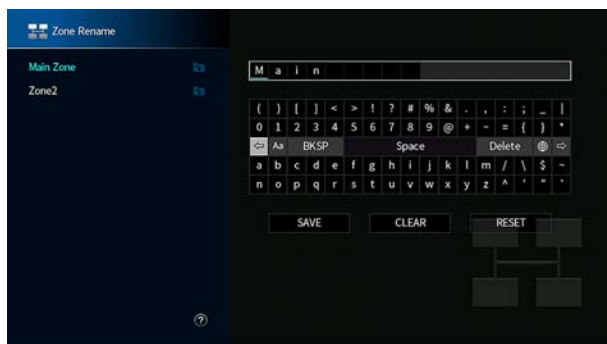 Zone Rename
Main Zone
Zone2
Main
( ) [ ] < > ! ? # % & . , : ; _ |
0 1 2 3 4 5 6 7 8 9 @ + - = { } *
⇦ Aa BKSP Space Delete ⇨
a b c d e f g h i j k l m / \ $ ~
n o p q r s t u v w x y z ^ ' " `
SAVE CLEAR RESET
?